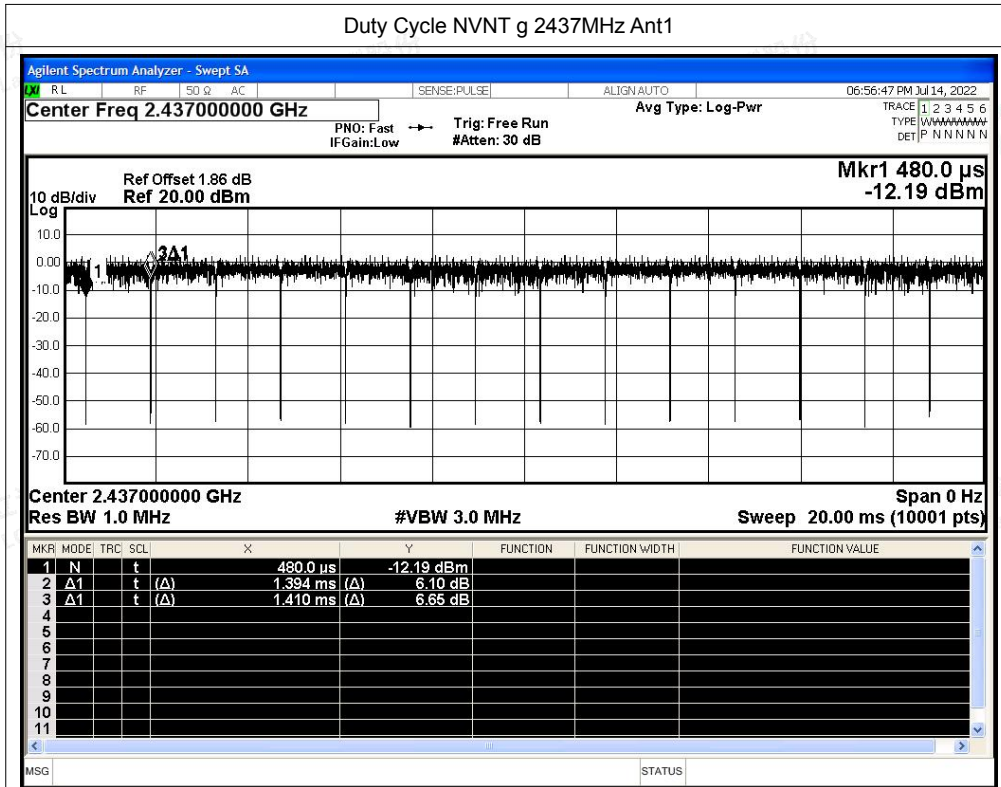 Duty Cycle NVNT g 2437MHz Ant1
Agilent Spectrum Analyzer - Swept SA
LXI RL RF 50 Ω AC SENSE:PULSE ALIGN AUTO 06:56:47 PM Jul 14, 2022
Center Freq 2.437000000 GHz Avg Type: Log-Pwr TRACE 1 2 3 4 5 6
PNO: Fast Trig: Free Run TYPE WWWWWW
IFGain:Low #Atten: 30 dB DET P N N N N N
Mkr1 480.0 µs
Ref Offset 1.86 dB
10 dB/div Ref 20.00 dBm -12.19 dBm
Log
10.0
3Δ1
0.00
1
-10.0
-20.0
-30.0
-40.0
-50.0
-60.0
-70.0
Center 2.437000000 GHz Span 0 Hz
Res BW 1.0 MHz #VBW 3.0 MHz Sweep 20.00 ms (10001 pts)
MKR MODE TRC SCL X Y FUNCTION FUNCTION WIDTH FUNCTION VALUE
1 N t 480.0 µs -12.19 dBm
2 Δ1 t (Δ) 1.394 ms (Δ) 6.10 dB
3 Δ1 t (Δ) 1.410 ms (Δ) 6.65 dB
4
5
6
7
8
9
10
11
MSG STATUS